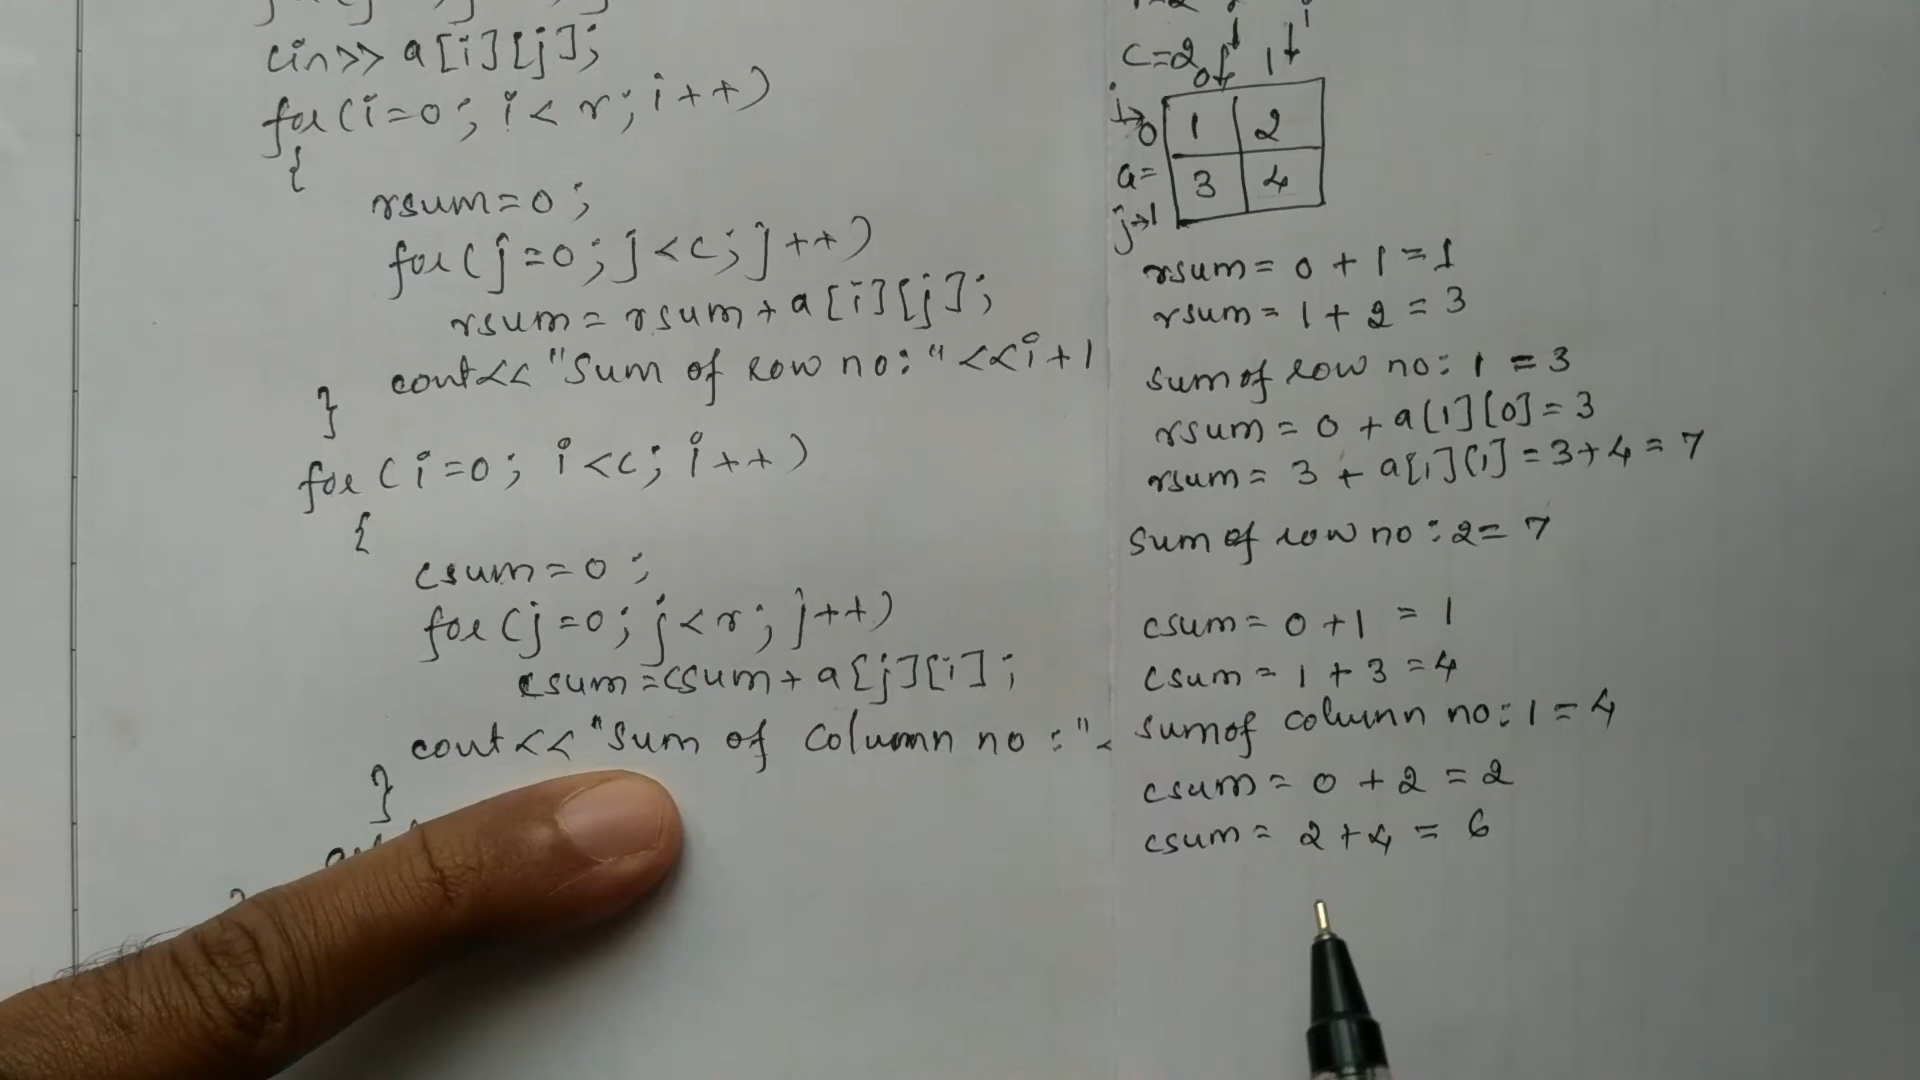 cin>> a[i][j];
for(i=0; i<r; i++)
{
rsum=0;
for(j=0; j<c; j++)
rsum=rsum+a[i][j];
cout<<"Sum of row no:"<<i+1
}
for(i=0; i<c; i++)
{
csum=0;
for(j=0; j<r; j++)
csum=csum+a[j][i];
cout<<"Sum of Column no:"<
}
c=2
0 1
i→0 1 2
a=
j→1 3 4
rsum=0+1=1
rsum=1+2=3
sum of row no: 1 = 3
rsum=0+a[1][0]=3
rsum=3+a[1][1]=3+4=7
Sum of row no:2=7
csum=0+1=1
csum=1+3=4
sum of column no:1=4
csum=0+2=2
csum=2+4=6